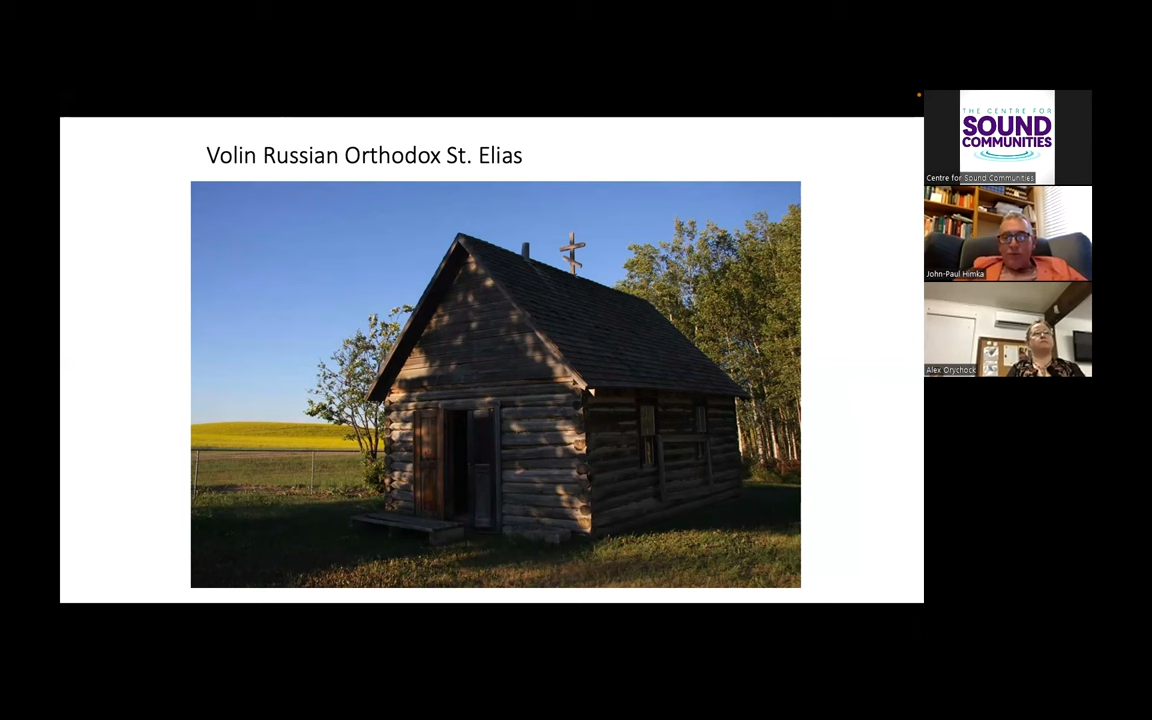 Volin Russian Orthodox St. Elias
THE CENTRE FOR
SOUND
COMMUNITIES
Centre for Sound Communities
John-Paul Himka
Alex Orychock